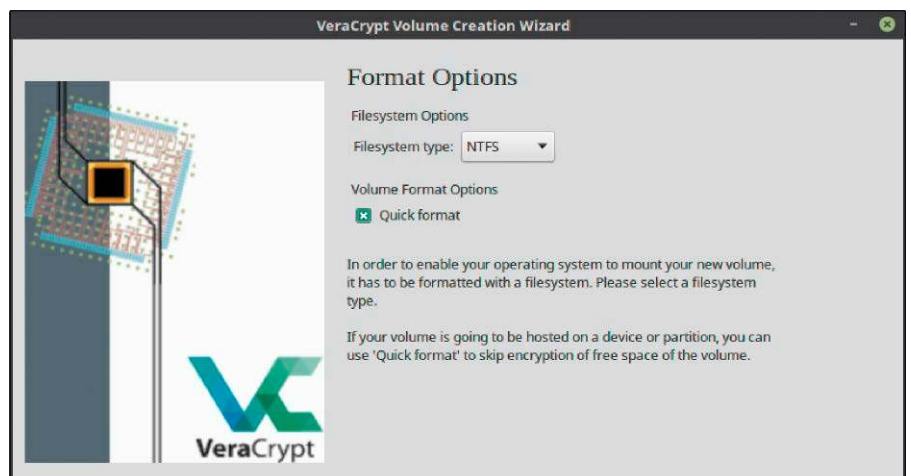 VeraCrypt Volume Creation Wizard
Format Options
Filesystem Options
Filesystem type: NTFS
Volume Format Options
Quick format
In order to enable your operating system to mount your new volume,
it has to be formatted with a filesystem. Please select a filesystem
type.
If your volume is going to be hosted on a device or partition, you can
use 'Quick format' to skip encryption of free space of the volume.
VeraCrypt